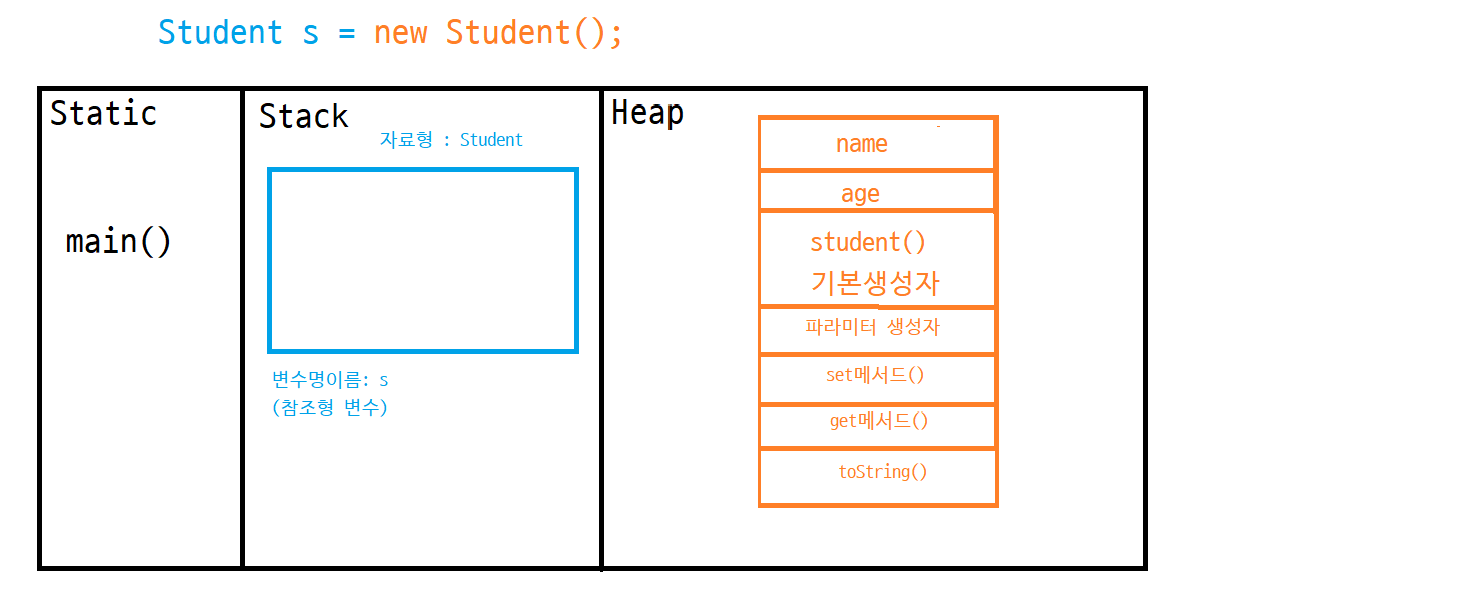 Student s = new Student();
Static
main()
Stack
자료형 : Student
변수명이름: s
(참조형 변수)
Heap
name
age
student()
기본생성자
파라미터 생성자
set메서드()
get메서드()
toString()